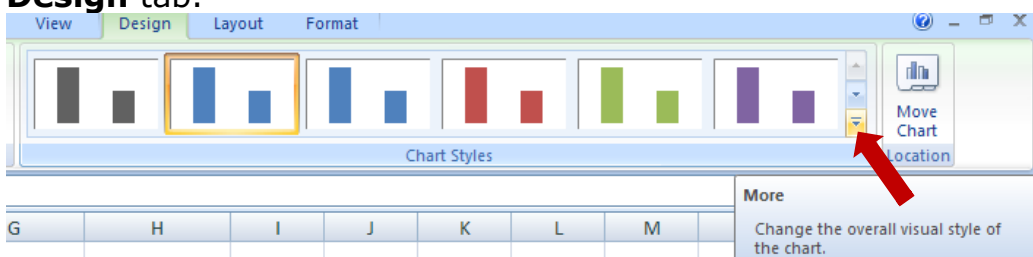 Design tab.
View Design Layout Format
Move
Chart
Chart Styles
Location
More
G H I J K L M
Change the overall visual style of
the chart.